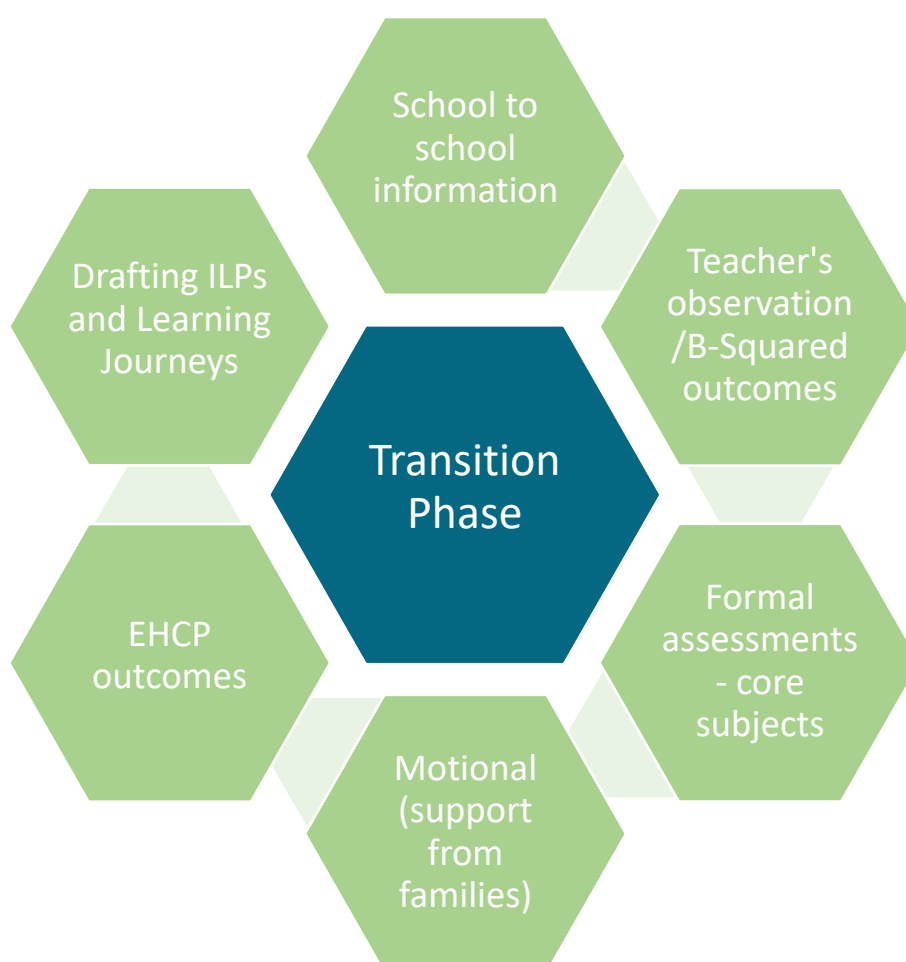 School to
school
information
Teacher's
observation
/B-Squared
outcomes
Formal
assessments
- core
subjects
Motional
(support
from
families)
EHCP
outcomes
Drafting ILPs
and Learning
Journeys
Transition
Phase